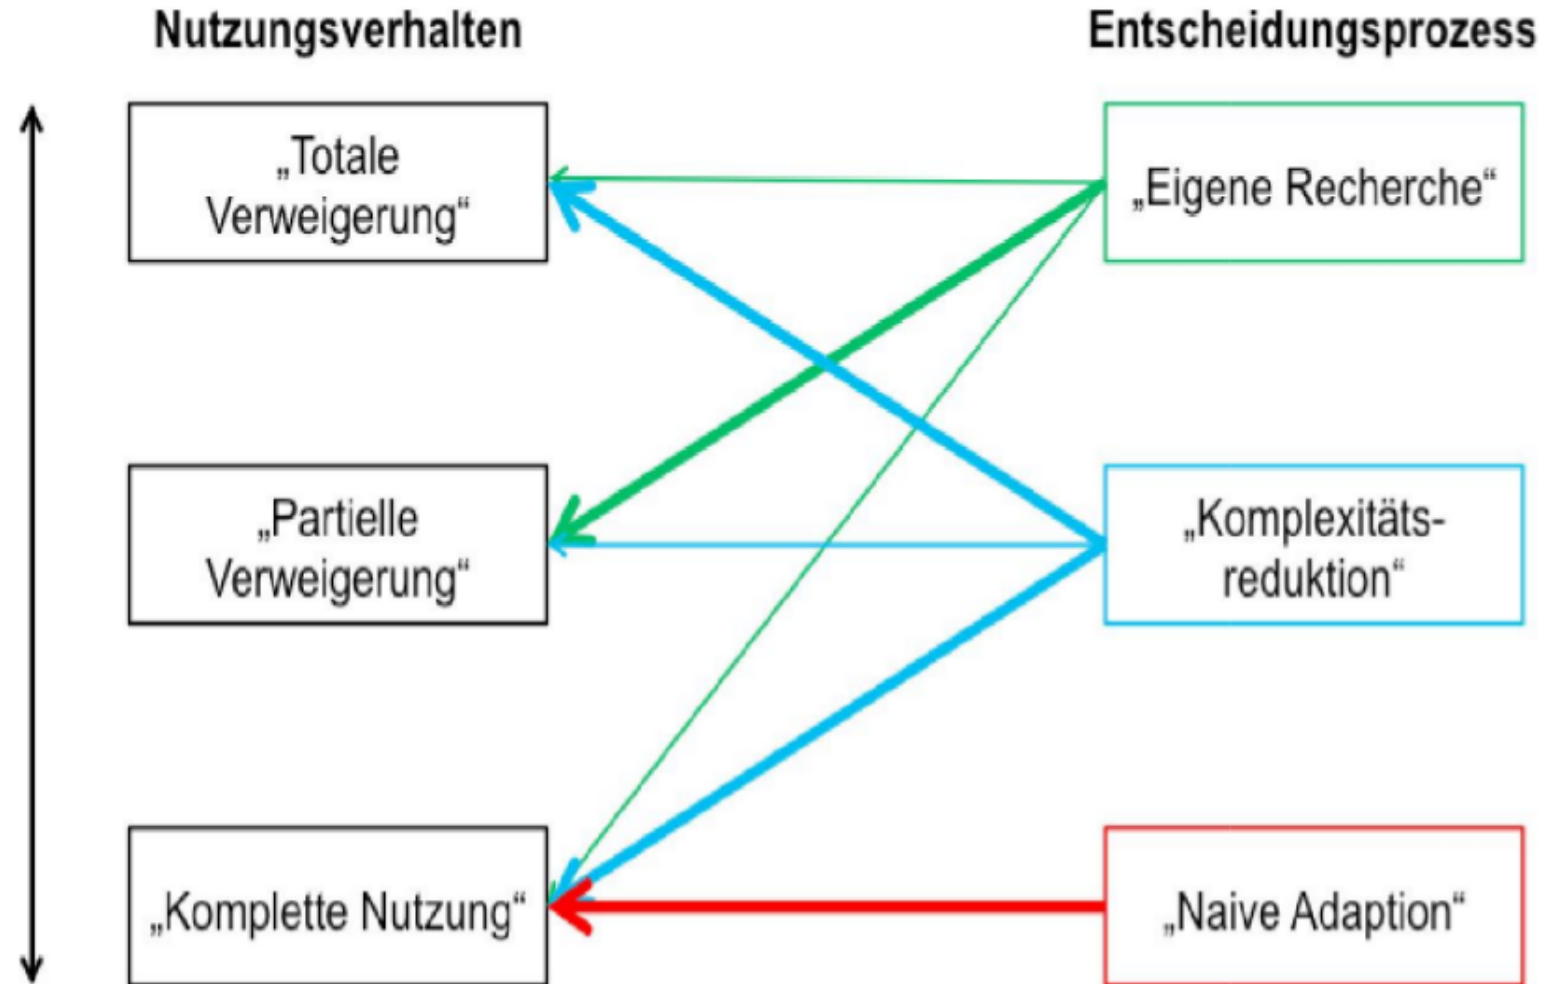 Nutzungsverhalten
Entscheidungsprozess
„Totale
Verweigerung“
„Eigene Recherche“
„Partielle
Verweigerung“
„Komplexitäts-
reduktion“
„Komplette Nutzung“
„Naive Adaption“